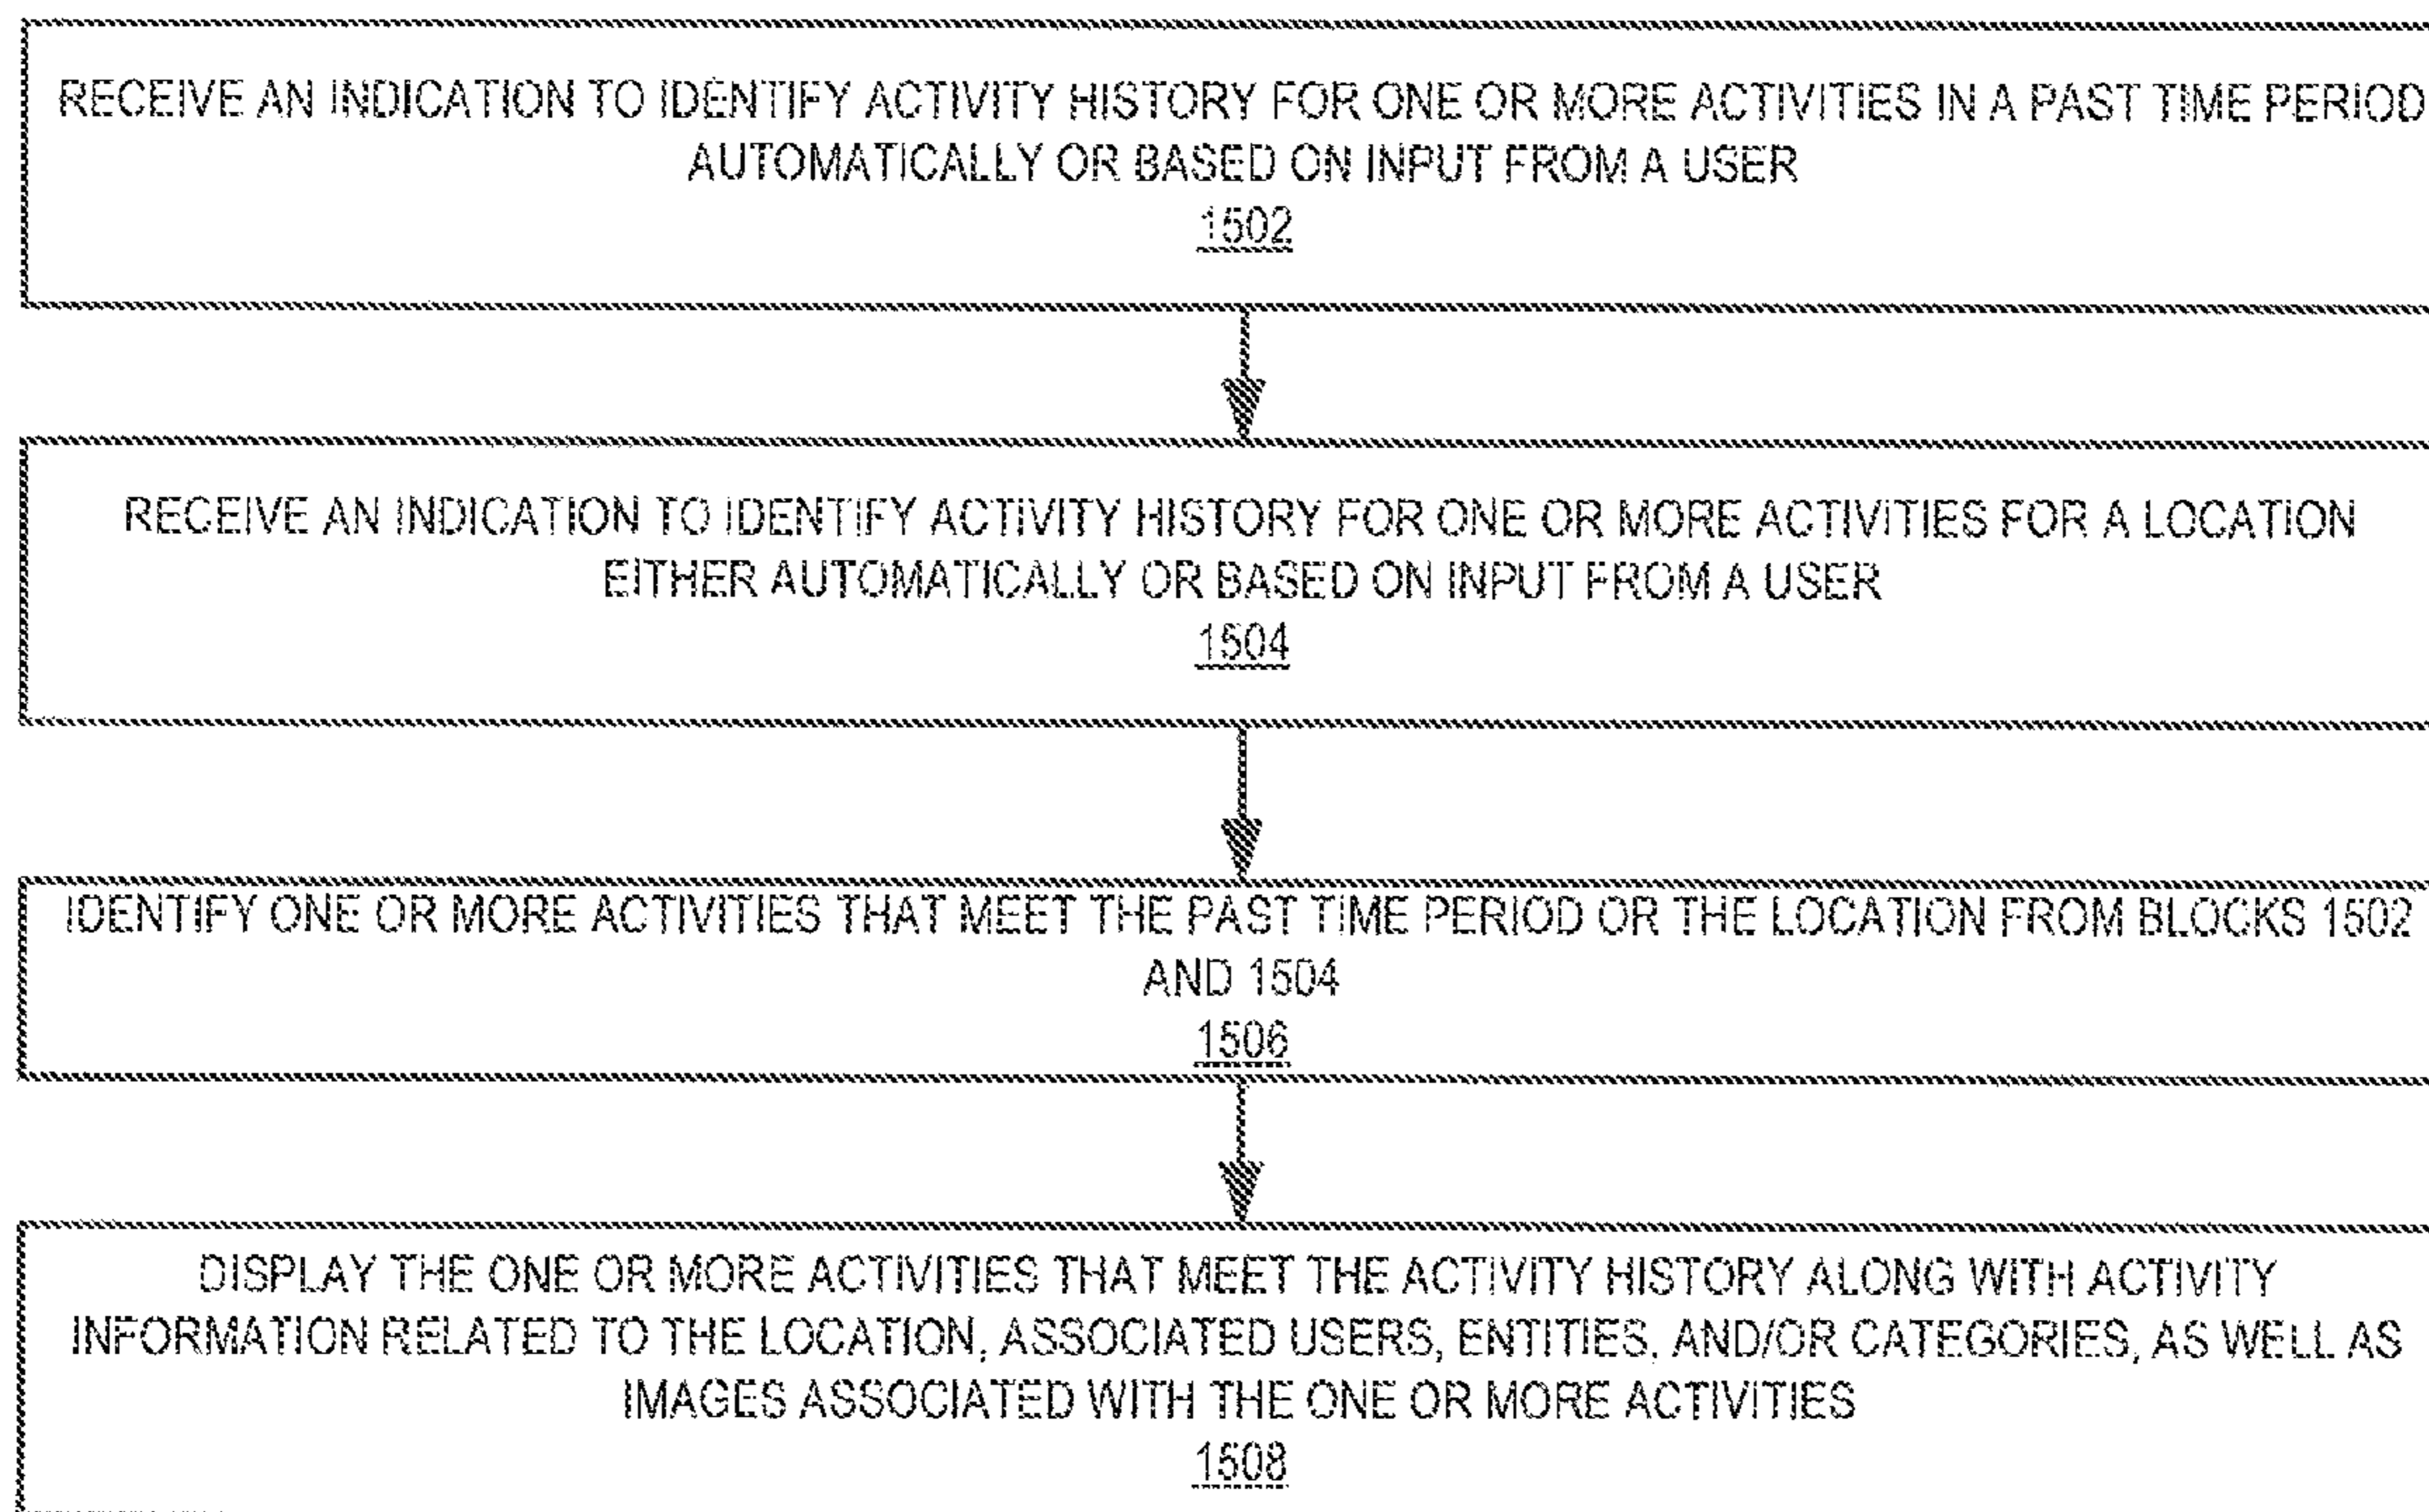 RECEIVE AN INDICATION TO IDENTIFY ACTIVITY HISTORY FOR ONE OR MORE ACTIVITIES IN A PAST TIME PERIOD
AUTOMATICALLY OR BASED ON INPUT FROM A USER
1502
RECEIVE AN INDICATION TO IDENTIFY ACTIVITY HISTORY FOR ONE OR MORE ACTIVITIES FOR A LOCATION
EITHER AUTOMATICALLY OR BASED ON INPUT FROM A USER
1504
IDENTIFY ONE OR MORE ACTIVITIES THAT MEET THE PAST TIME PERIOD OR THE LOCATION FROM BLOCKS 1502
AND 1504
1506
DISPLAY THE ONE OR MORE ACTIVITIES THAT MEET THE ACTIVITY HISTORY ALONG WITH ACTIVITY
INFORMATION RELATED TO THE LOCATION, ASSOCIATED USERS, ENTITIES, AND/OR CATEGORIES, AS WELL AS
IMAGES ASSOCIATED WITH THE ONE OR MORE ACTIVITIES
1508